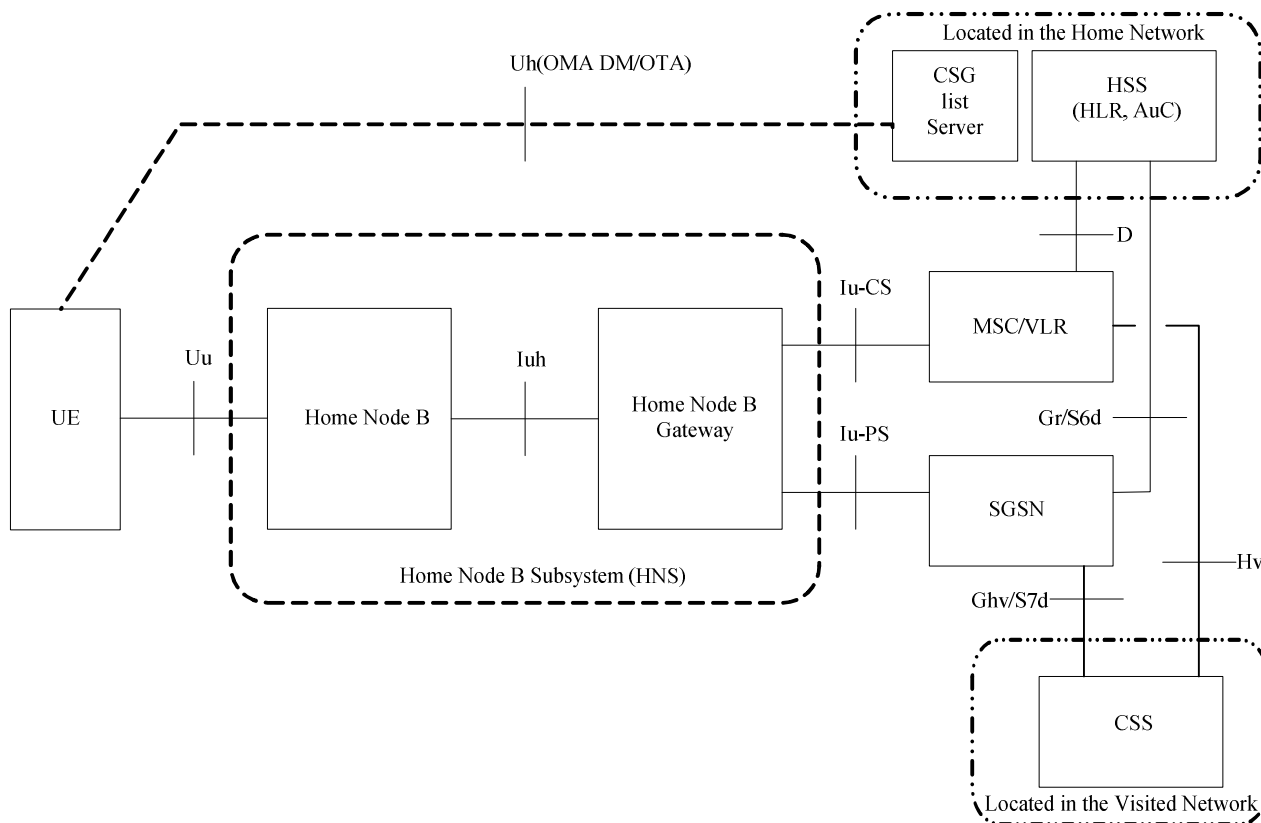 Located in the Home Network
Uh(OMA DM/OTA)
CSG
list
Server
HSS
(HLR, AuC)
D
Iu-CS
MSC/VLR
Uu
Iuh
UE
Home Node B
Home Node B
Gateway
Gr/S6d
Iu-PS
SGSN
Home Node B Subsystem (HNS)
Hv
Ghv/S7d
CSS
Located in the Visited Network